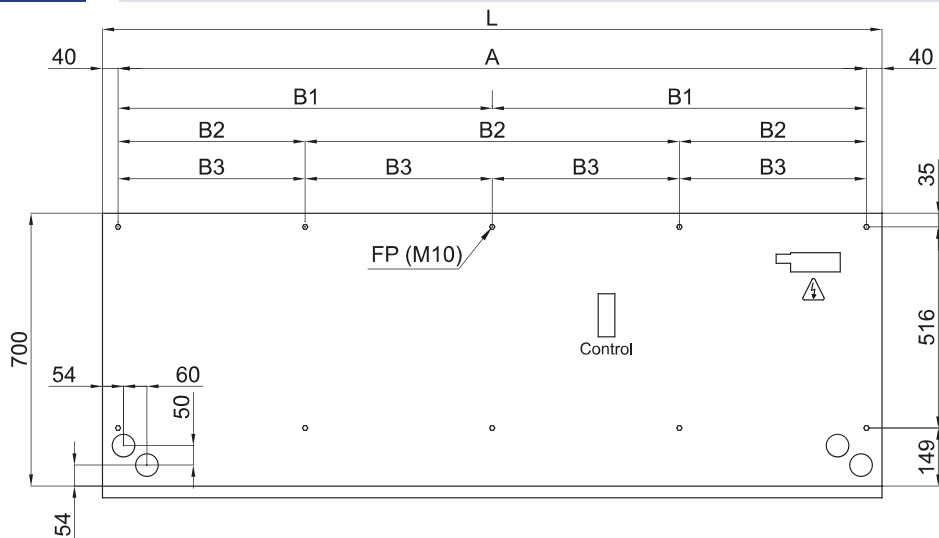 L
40 A 40
B1 B1
B2 B2 B2
B3 B3 B3 B3
35
FP (M10)
516
Control
700
54 60
50
149
54